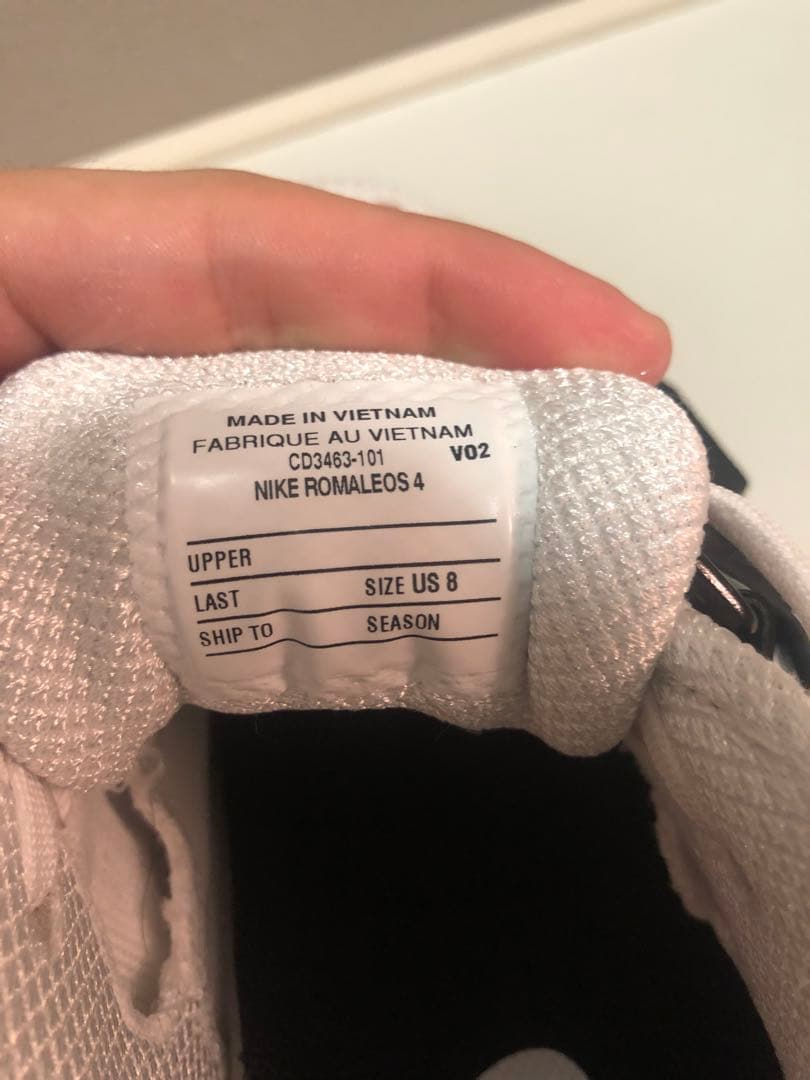 MADE IN VIETNAM
FABRIQUE AU VIETNAM
CD3463-101 V02
NIKE ROMALEOS 4
UPPER
LAST SIZE US 8
SHIP TO SEASON